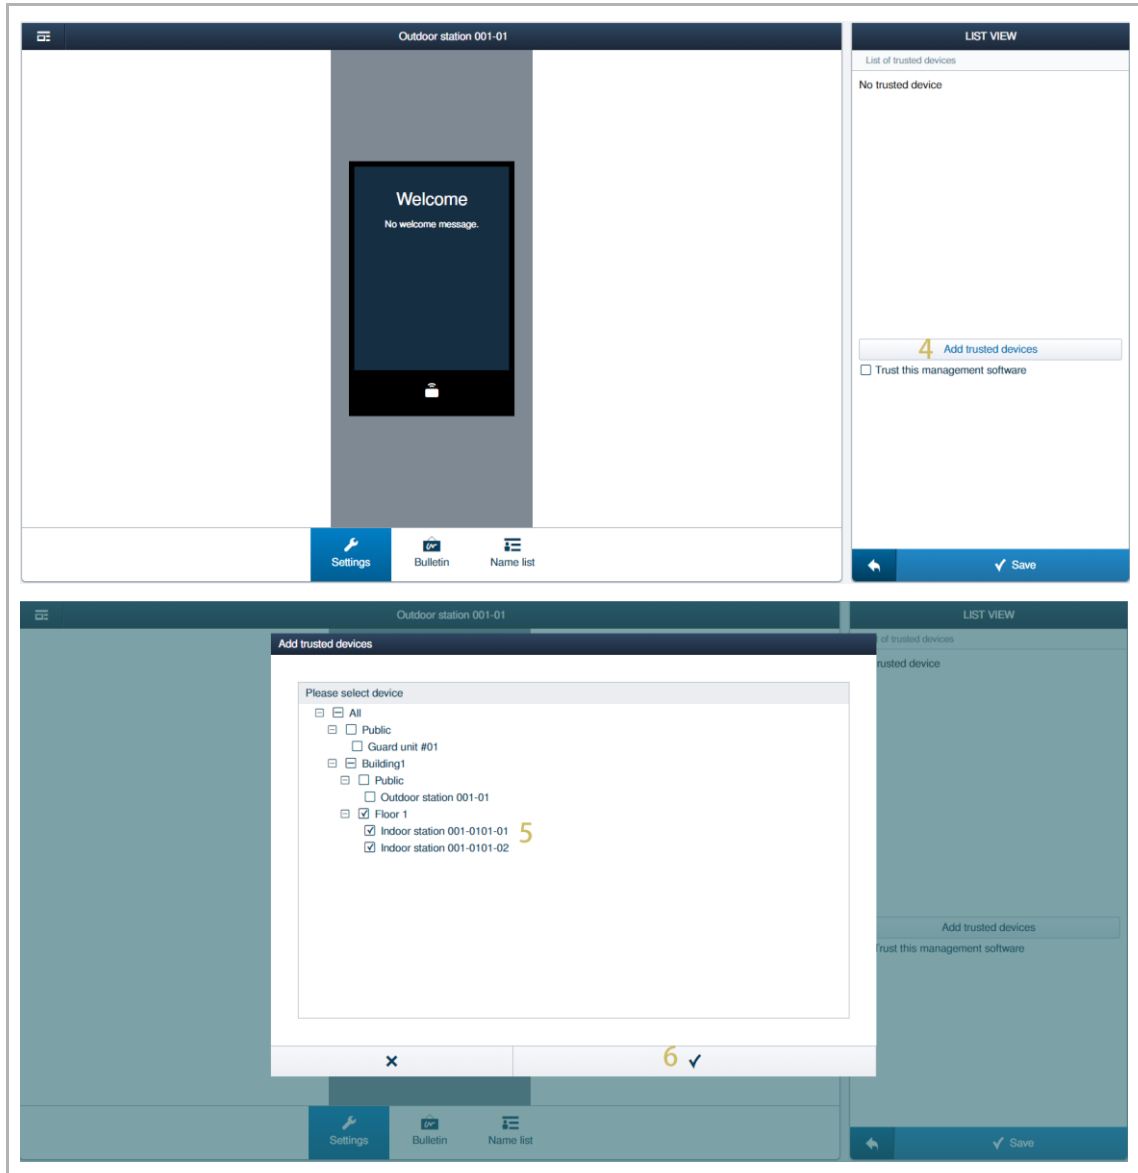 Outdoor station 001-01
LIST VIEW
List of trusted devices
No trusted device
Welcome
No welcome message.
4 Add trusted devices
Trust this management software
Settings
Bulletin
Name list
Save
Outdoor station 001-01
LIST VIEW
Add trusted devices
of trusted devices
rusted device
Please select device
All
Public
Guard unit #01
Building1
Public
Outdoor station 001-01
Floor 1
Indoor station 001-0101-01 5
Indoor station 001-0101-02
Add trusted devices
Trust this management software
6
Settings
Bulletin
Name list
Save